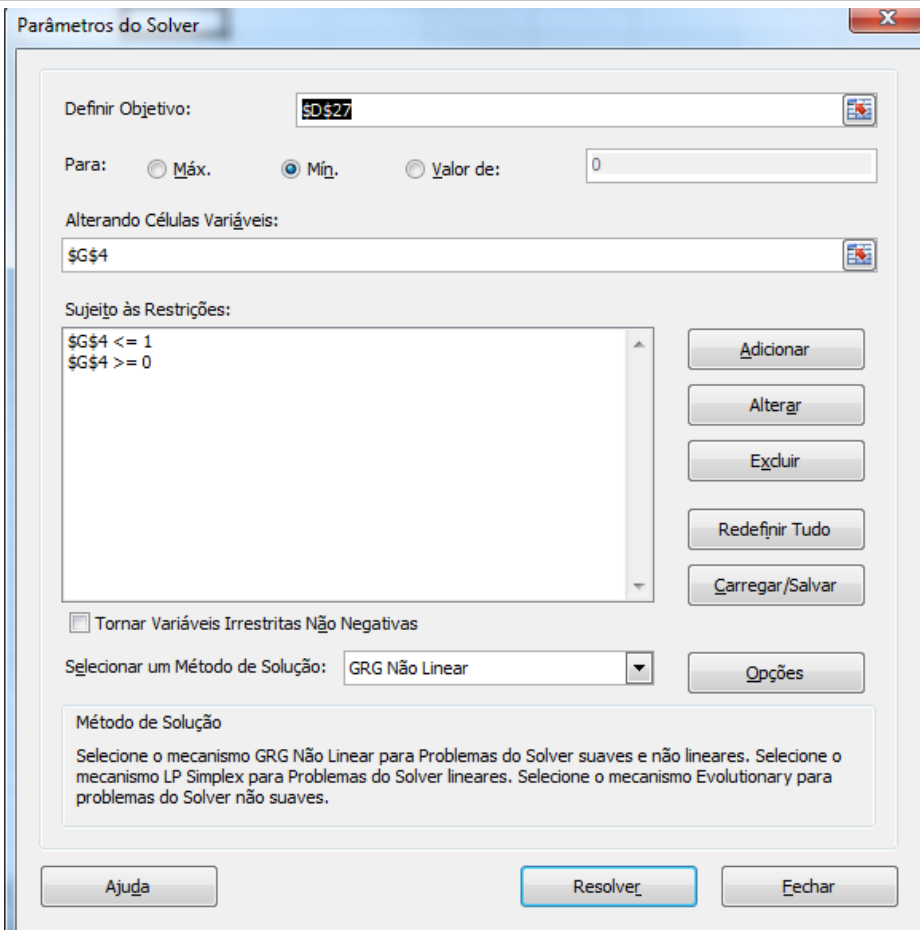 Parâmetros do Solver
Definir Objetivo:
$D$27
Para:
Máx.
Mín.
Valor de:
0
Alterando Células Variáveis:
$G$4
Sujeito às Restrições:
$G$4 <= 1
$G$4 >= 0
Adicionar
Alterar
Excluir
Redefinir Tudo
Carregar/Salvar
Tornar Variáveis Irrestritas Não Negativas
Selecionar um Método de Solução:
GRG Não Linear
Opções
Método de Solução
Selecione o mecanismo GRG Não Linear para Problemas do Solver suaves e não lineares. Selecione o
mecanismo LP Simplex para Problemas do Solver lineares. Selecione o mecanismo Evolutionary para
problemas do Solver não suaves.
Ajuda
Resolver
Fechar